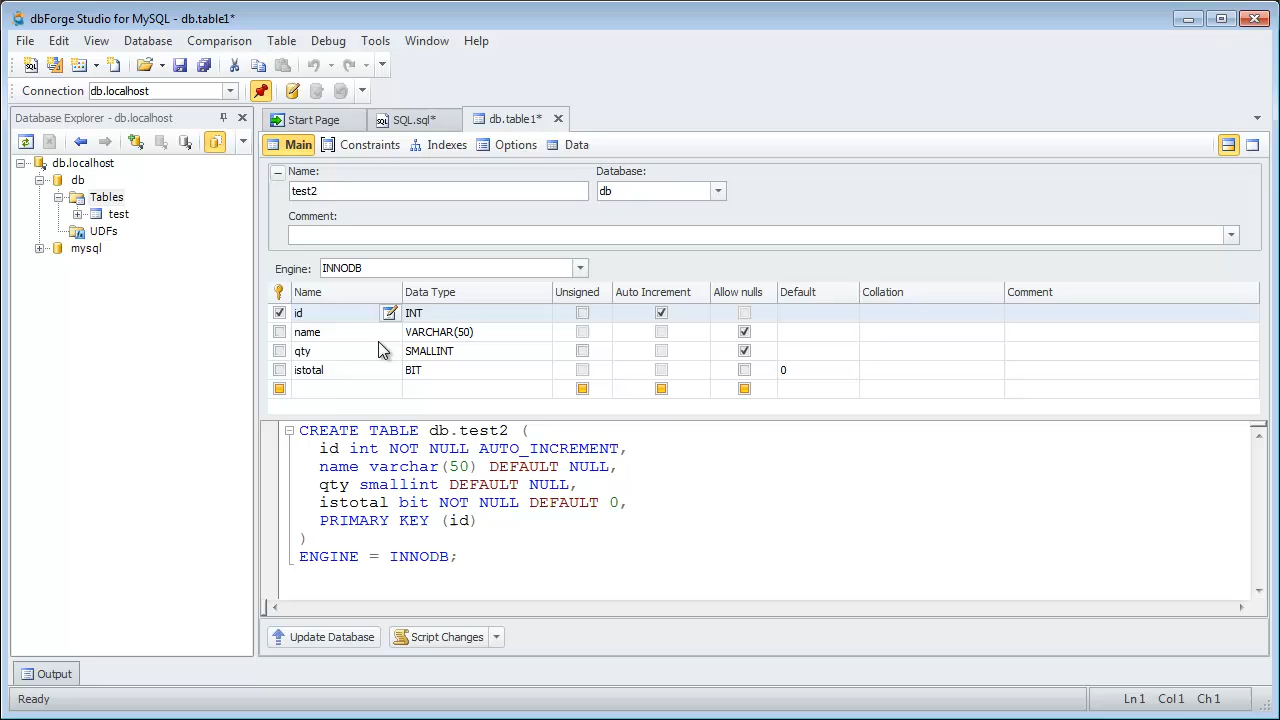 dbForge Studio for MySQL - db.table1*
File Edit View Database Comparison Table Debug Tools Window Help
SQL
Connection db.localhost
Database Explorer - db.localhost
db.localhost
db
Tables
test
UDFs
mysql
Start Page SQL.sql* db.table1*
Main Constraints Indexes Options Data
Name: Database:
test2 db
Comment:
Engine: INNODB
Name Data Type Unsigned Auto Increment Allow nulls Default Collation Comment
id INT
name VARCHAR(50)
qty SMALLINT
istotal BIT 0
CREATE TABLE db.test2 (
id int NOT NULL AUTO_INCREMENT,
name varchar(50) DEFAULT NULL,
qty smallint DEFAULT NULL,
istotal bit NOT NULL DEFAULT 0,
PRIMARY KEY (id)
)
ENGINE = INNODB;
Update Database Script Changes
Output
Ready Ln 1 Col 1 Ch 1